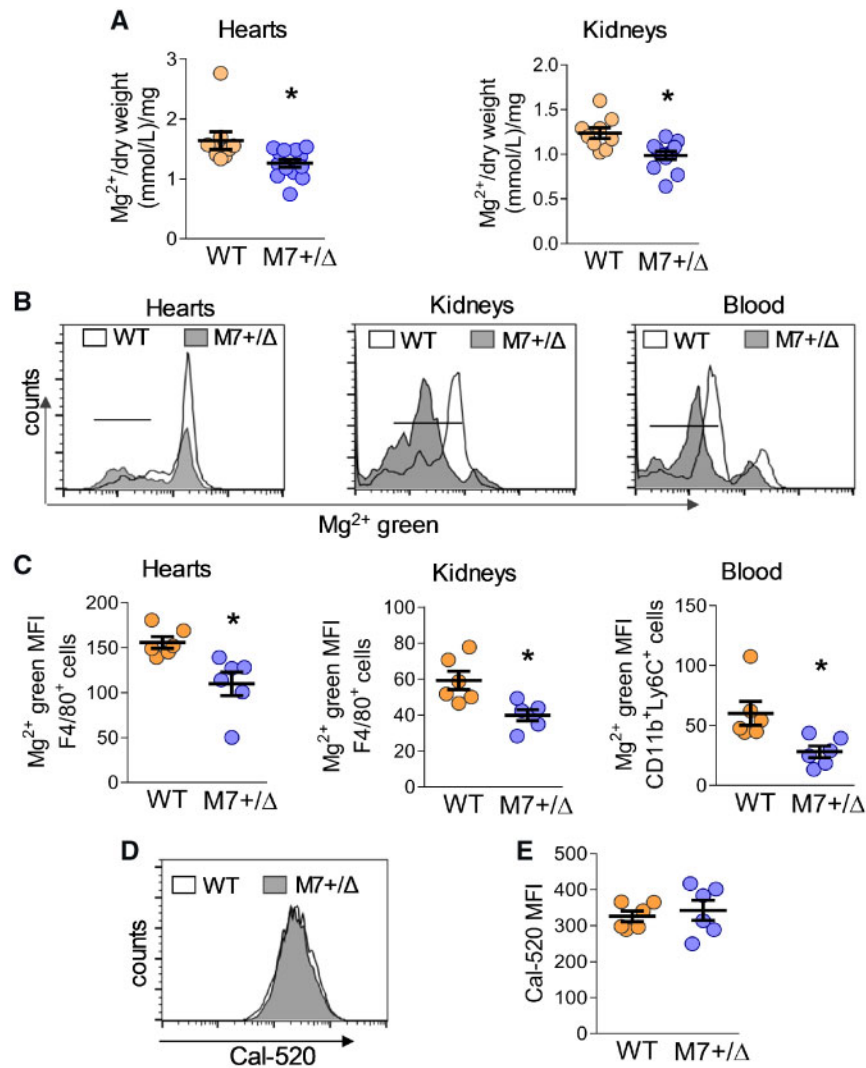 A
Hearts
Kidneys
Mg²⁺/dry weight
(mmol/L)/mg
3
2
1
0
WT M7+/Δ
*
Mg²⁺/dry weight
(mmol/L)/mg
2.0
1.5
1.0
0.5
0.0
WT M7+/Δ
*
B
Hearts
Kidneys
Blood
WT M7+/Δ
WT M7+/Δ
WT M7+/Δ
counts
Mg²⁺ green
C
Hearts
Kidneys
Blood
Mg²⁺ green MFI
F4/80⁺ cells
200
150
100
50
0
WT M7+/Δ
*
Mg²⁺ green MFI
F4/80⁺ cells
100
80
60
40
20
0
WT M7+/Δ
*
Mg²⁺ green MFI
CD11b⁺Ly6C⁺ cells
150
100
50
0
WT M7+/Δ
*
D
WT M7+/Δ
counts
Cal-520
E
Cal-520 MFI
500
400
300
200
100
0
WT M7+/Δ